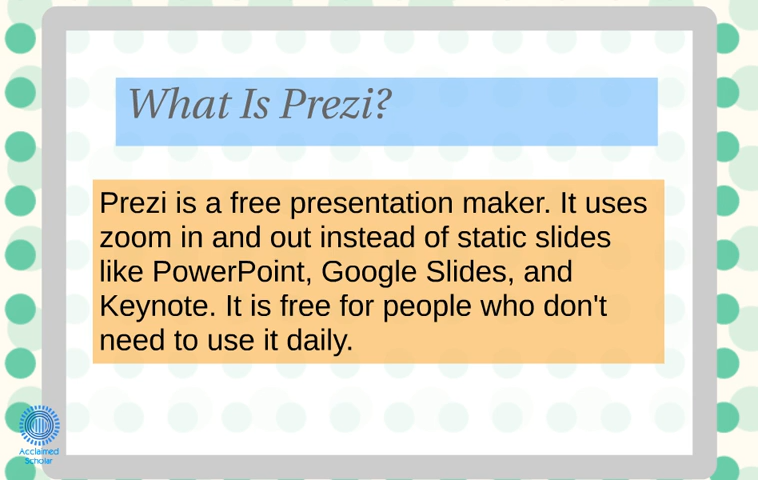 What Is Prezi?
Prezi is a free presentation maker. It uses
zoom in and out instead of static slides
like PowerPoint, Google Slides, and
Keynote. It is free for people who don't
need to use it daily.
Acclaimed
Scholar